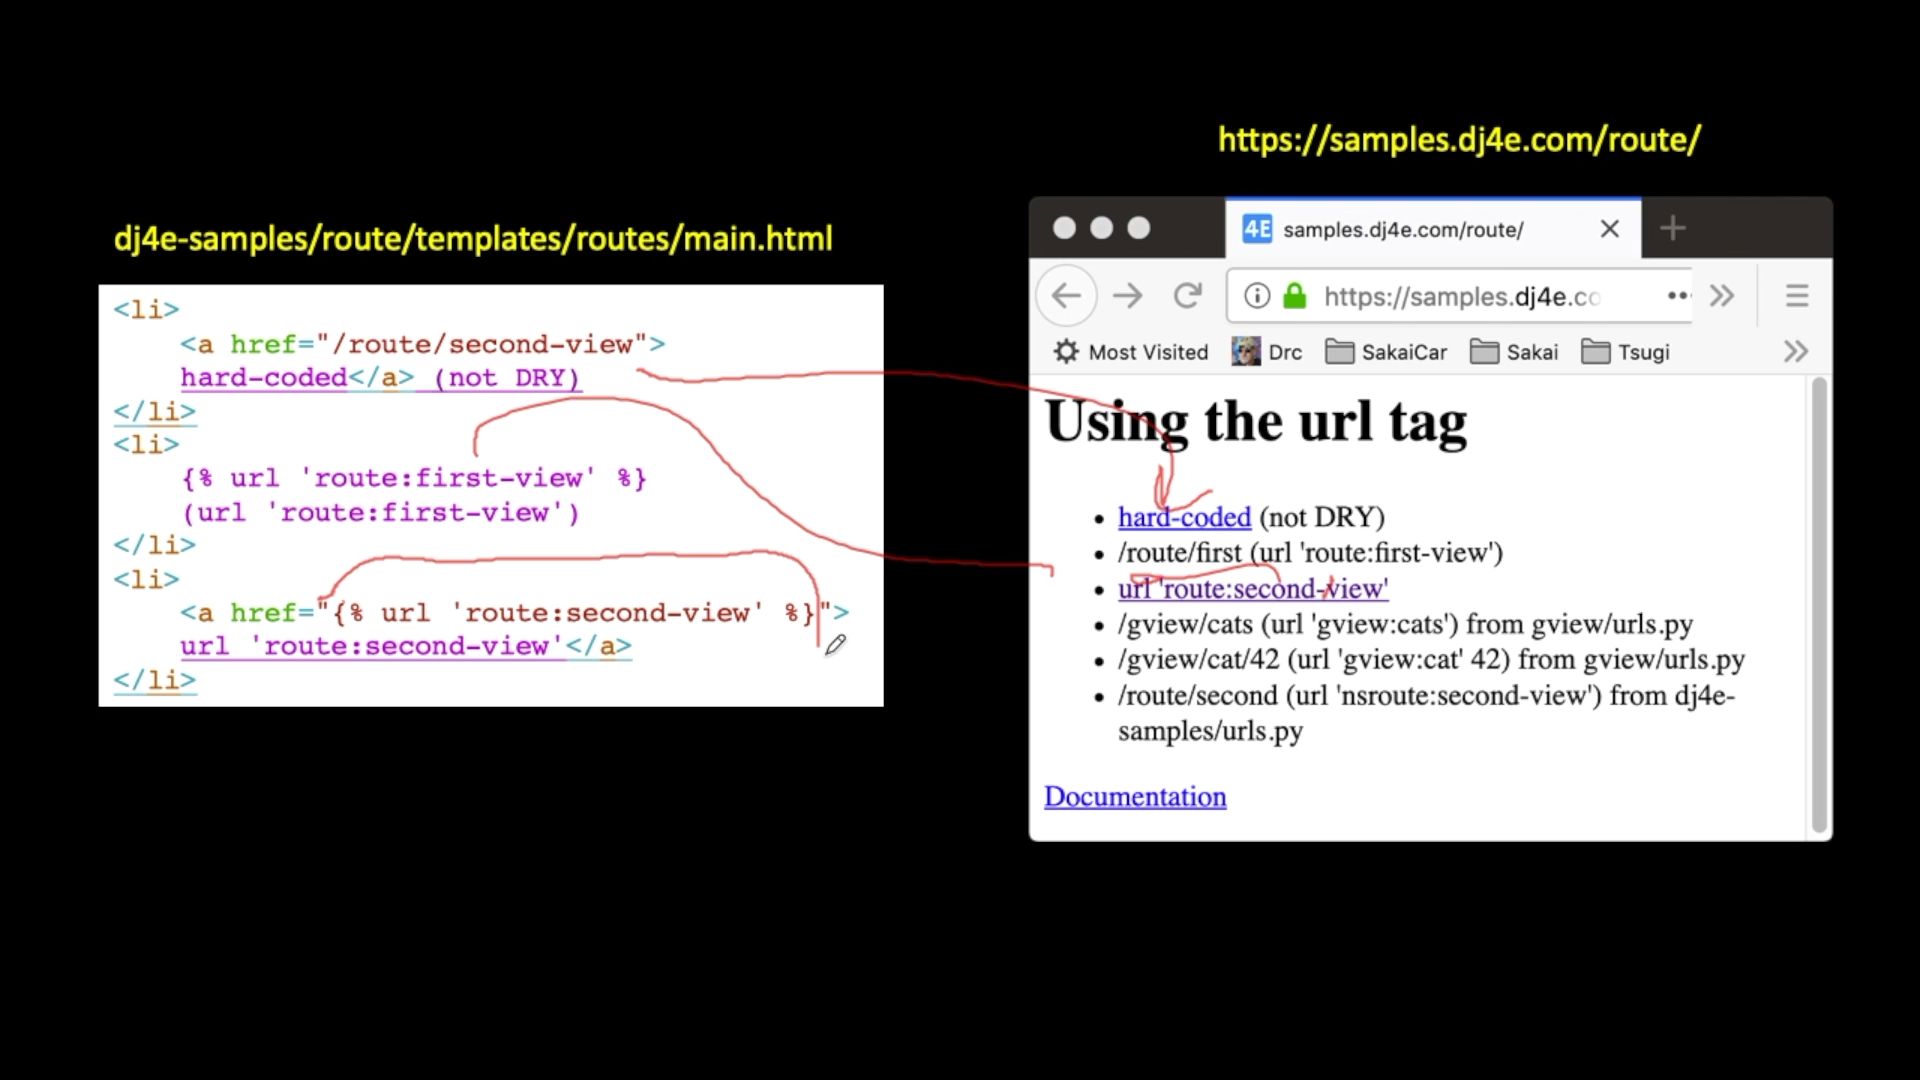 https://samples.dj4e.com/route/
dj4e-samples/route/templates/routes/main.html
<li>
<a href="/route/second-view">
hard-coded</a> (not DRY)
</li>
<li>
{% url 'route:first-view' %}
(url 'route:first-view')
</li>
<li>
<a href="{% url 'route:second-view' %}">
url 'route:second-view'</a>
</li>
4E samples.dj4e.com/route/
https://samples.dj4e.co
Most Visited Drc SakaiCar Sakai Tsugi
Using the url tag
• hard-coded (not DRY)
• /route/first (url 'route:first-view')
• url 'route:second-view'
• /gview/cats (url 'gview:cats') from gview/urls.py
• /gview/cat/42 (url 'gview:cat' 42) from gview/urls.py
• /route/second (url 'nsroute:second-view') from dj4e-
samples/urls.py
Documentation